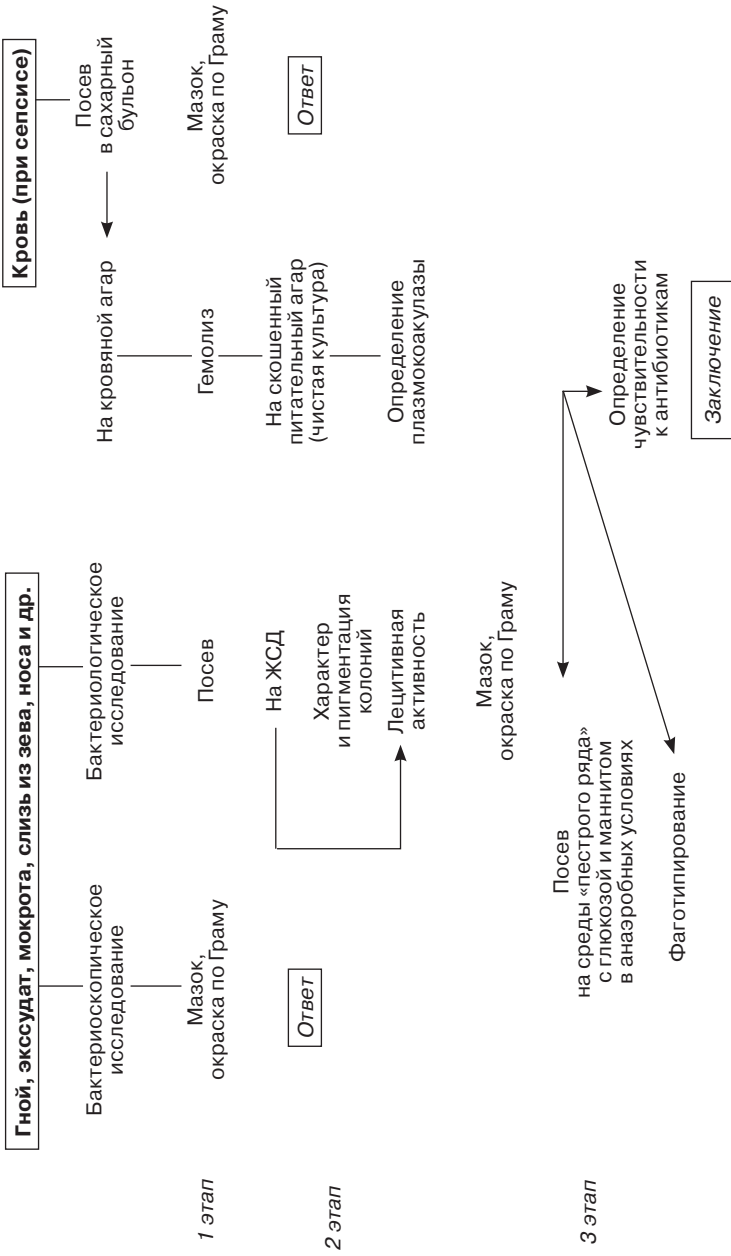 Гной, экссудат, мокрота, слизь из зева, носа и др.
Кровь (при сепсисе)
Бактериоскопическое
исследование
Бактериологическое
исследование
На кровяной агар
Посев
в сахарный
бульон
1 этап
Мазок,
окраска по Граму
Посев
Гемолиз
Мазок,
окраска по Граму
2 этап
Ответ
На ЖСД
Характер
и пигментация
колоний
Лецитивная
активность
На скошенный
питательный агар
(чистая культура)
Определение
плазмокоакулазы
Ответ
Мазок,
окраска по Граму
3 этап
Посев
на среды «пестрого ряда»
с глюкозой и маннитом
в анаэробных условиях
Фаготипирование
Определение
чувствительности
к антибиотикам
Заключение